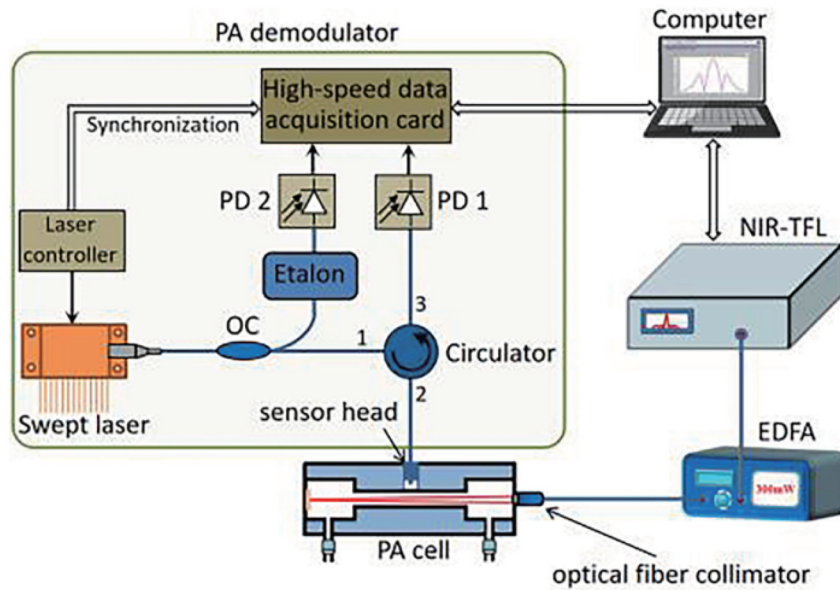 Computer
PA demodulator
High-speed data
acquisition card
Synchronization
PD 2
PD 1
Laser
controller
NIR-TFL
Etalon
OC
3
1
Circulator
2
Swept laser
sensor head
EDFA
300mW
PA cell
optical fiber collimator